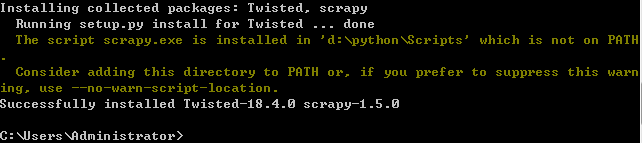 Installing collected packages: Twisted, scrapy
  Running setup.py install for Twisted ... done
  The script scrapy.exe is installed in 'd:\python\Scripts' which is not on PATH
.
  Consider adding this directory to PATH or, if you prefer to suppress this warn
ing, use --no-warn-script-location.
Successfully installed Twisted-18.4.0 scrapy-1.5.0
C:\Users\Administrator>